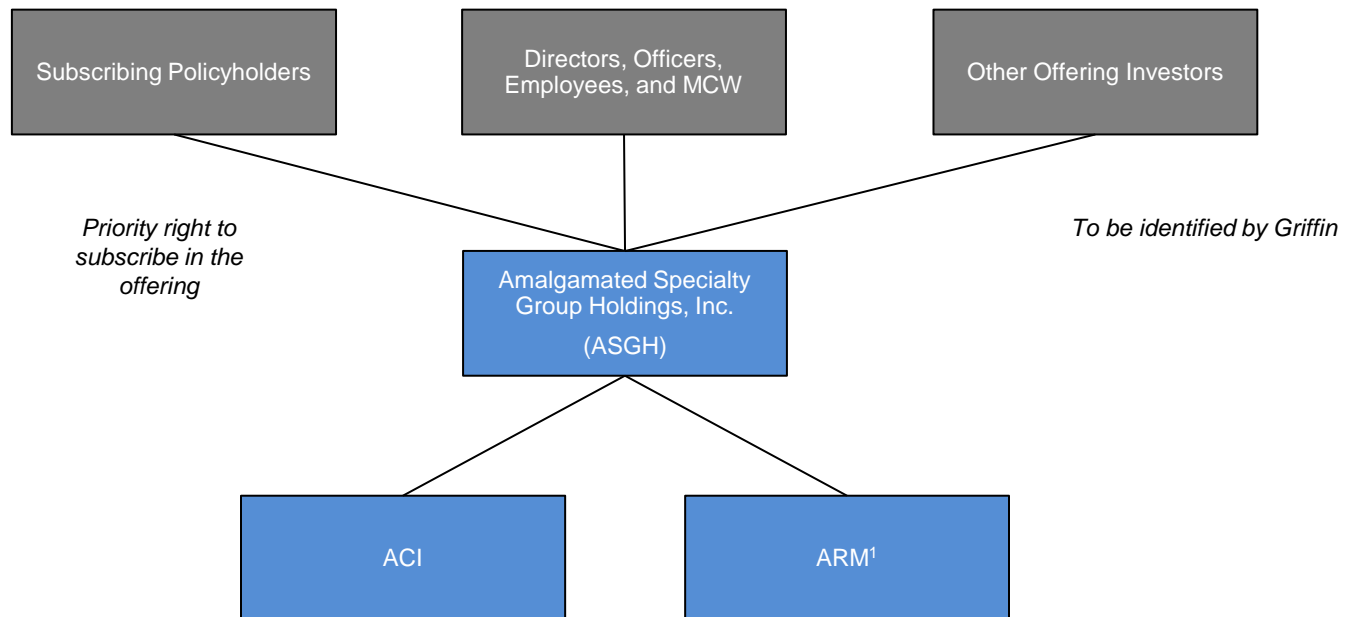 Subscribing Policyholders
Directors, Officers,
Employees, and MCW
Other Offering Investors
Priority right to
subscribe in the
offering
To be identified by Griffin
Amalgamated Specialty
Group Holdings, Inc.
(ASGH)
ACI
ARM¹